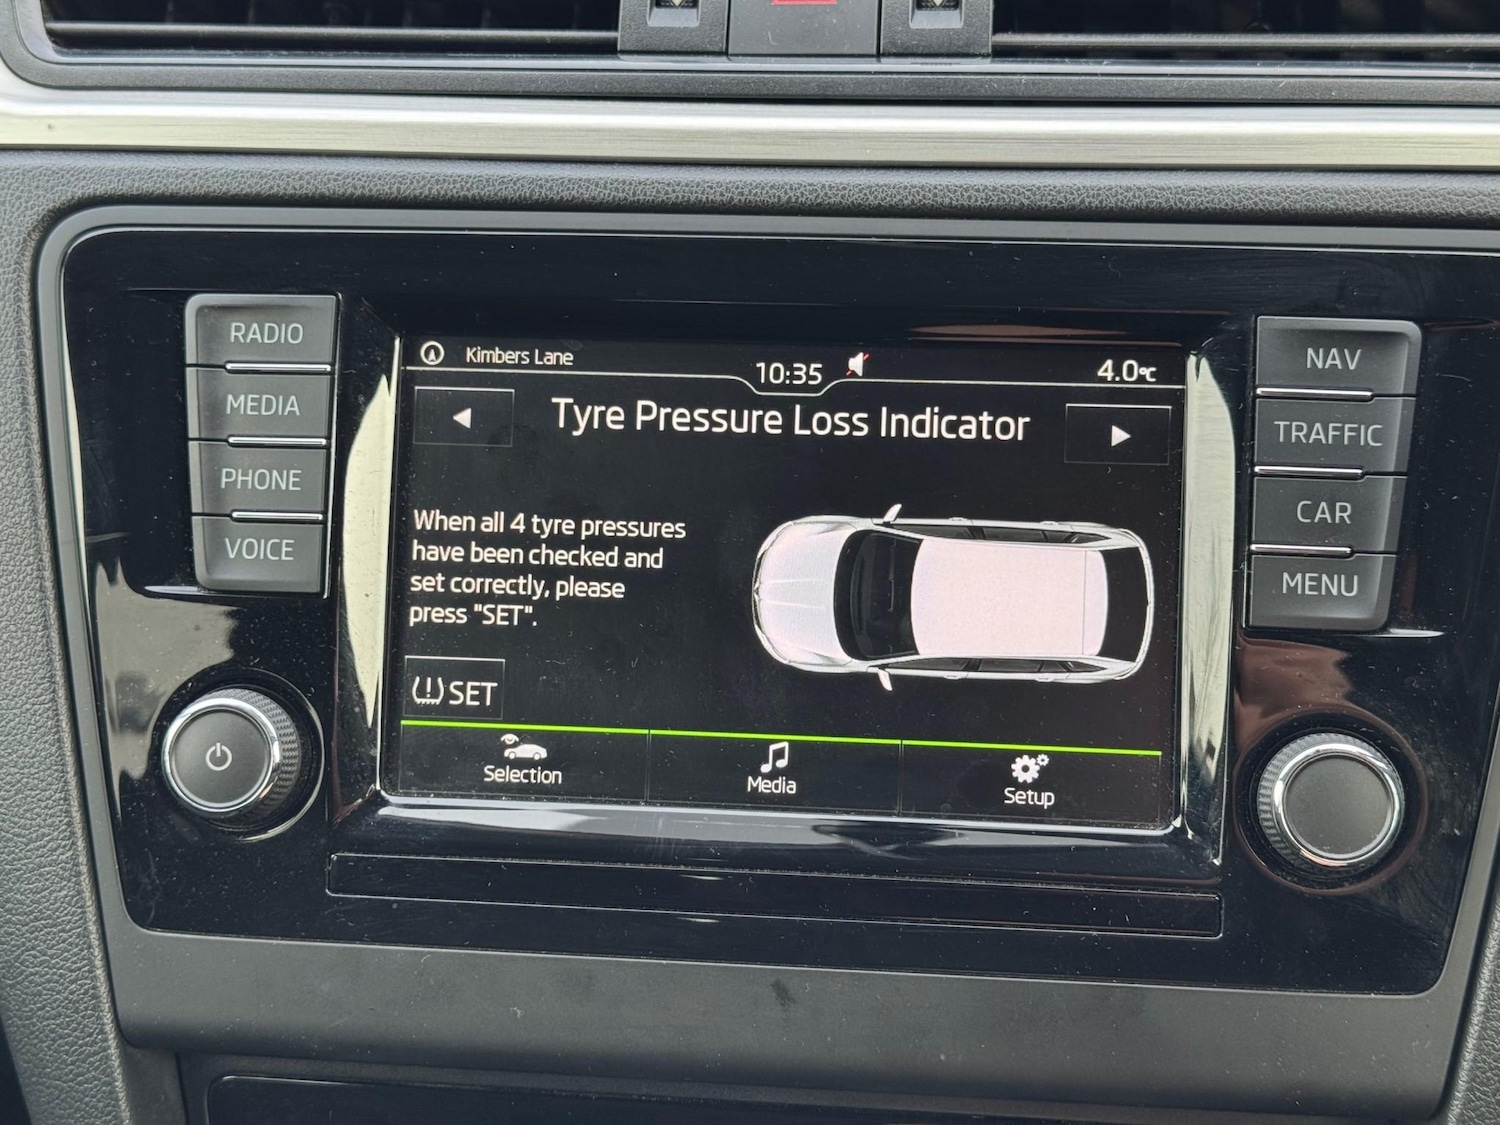 RADIO
MEDIA
PHONE
VOICE
Kimbers Lane
10:35
4.0°C
Tyre Pressure Loss Indicator
When all 4 tyre pressures
have been checked and
set correctly, please
press "SET".
SET
Selection
Media
Setup
NAV
TRAFFIC
CAR
MENU